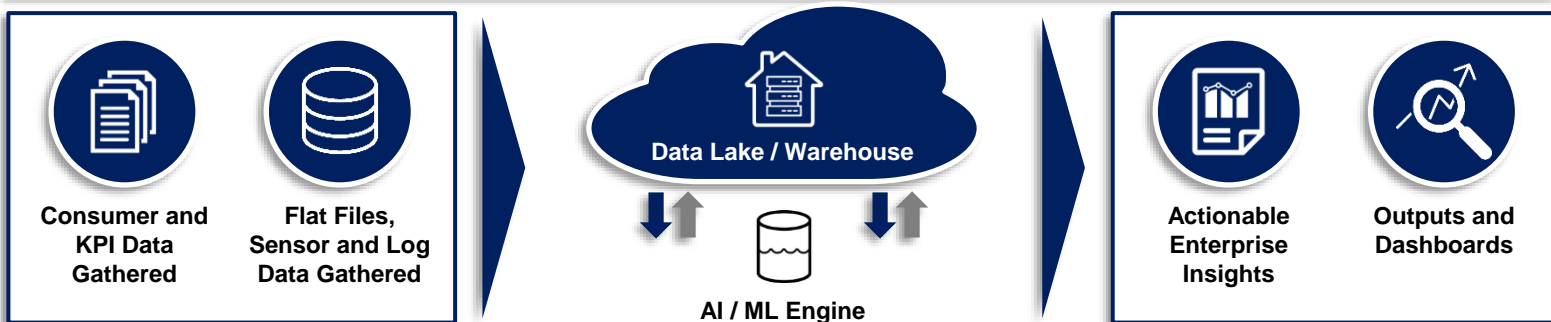 Consumer and
KPI Data
Gathered
Flat Files,
Sensor and Log
Data Gathered
Data Lake / Warehouse
AI / ML Engine
Actionable
Enterprise
Insights
Outputs and
Dashboards